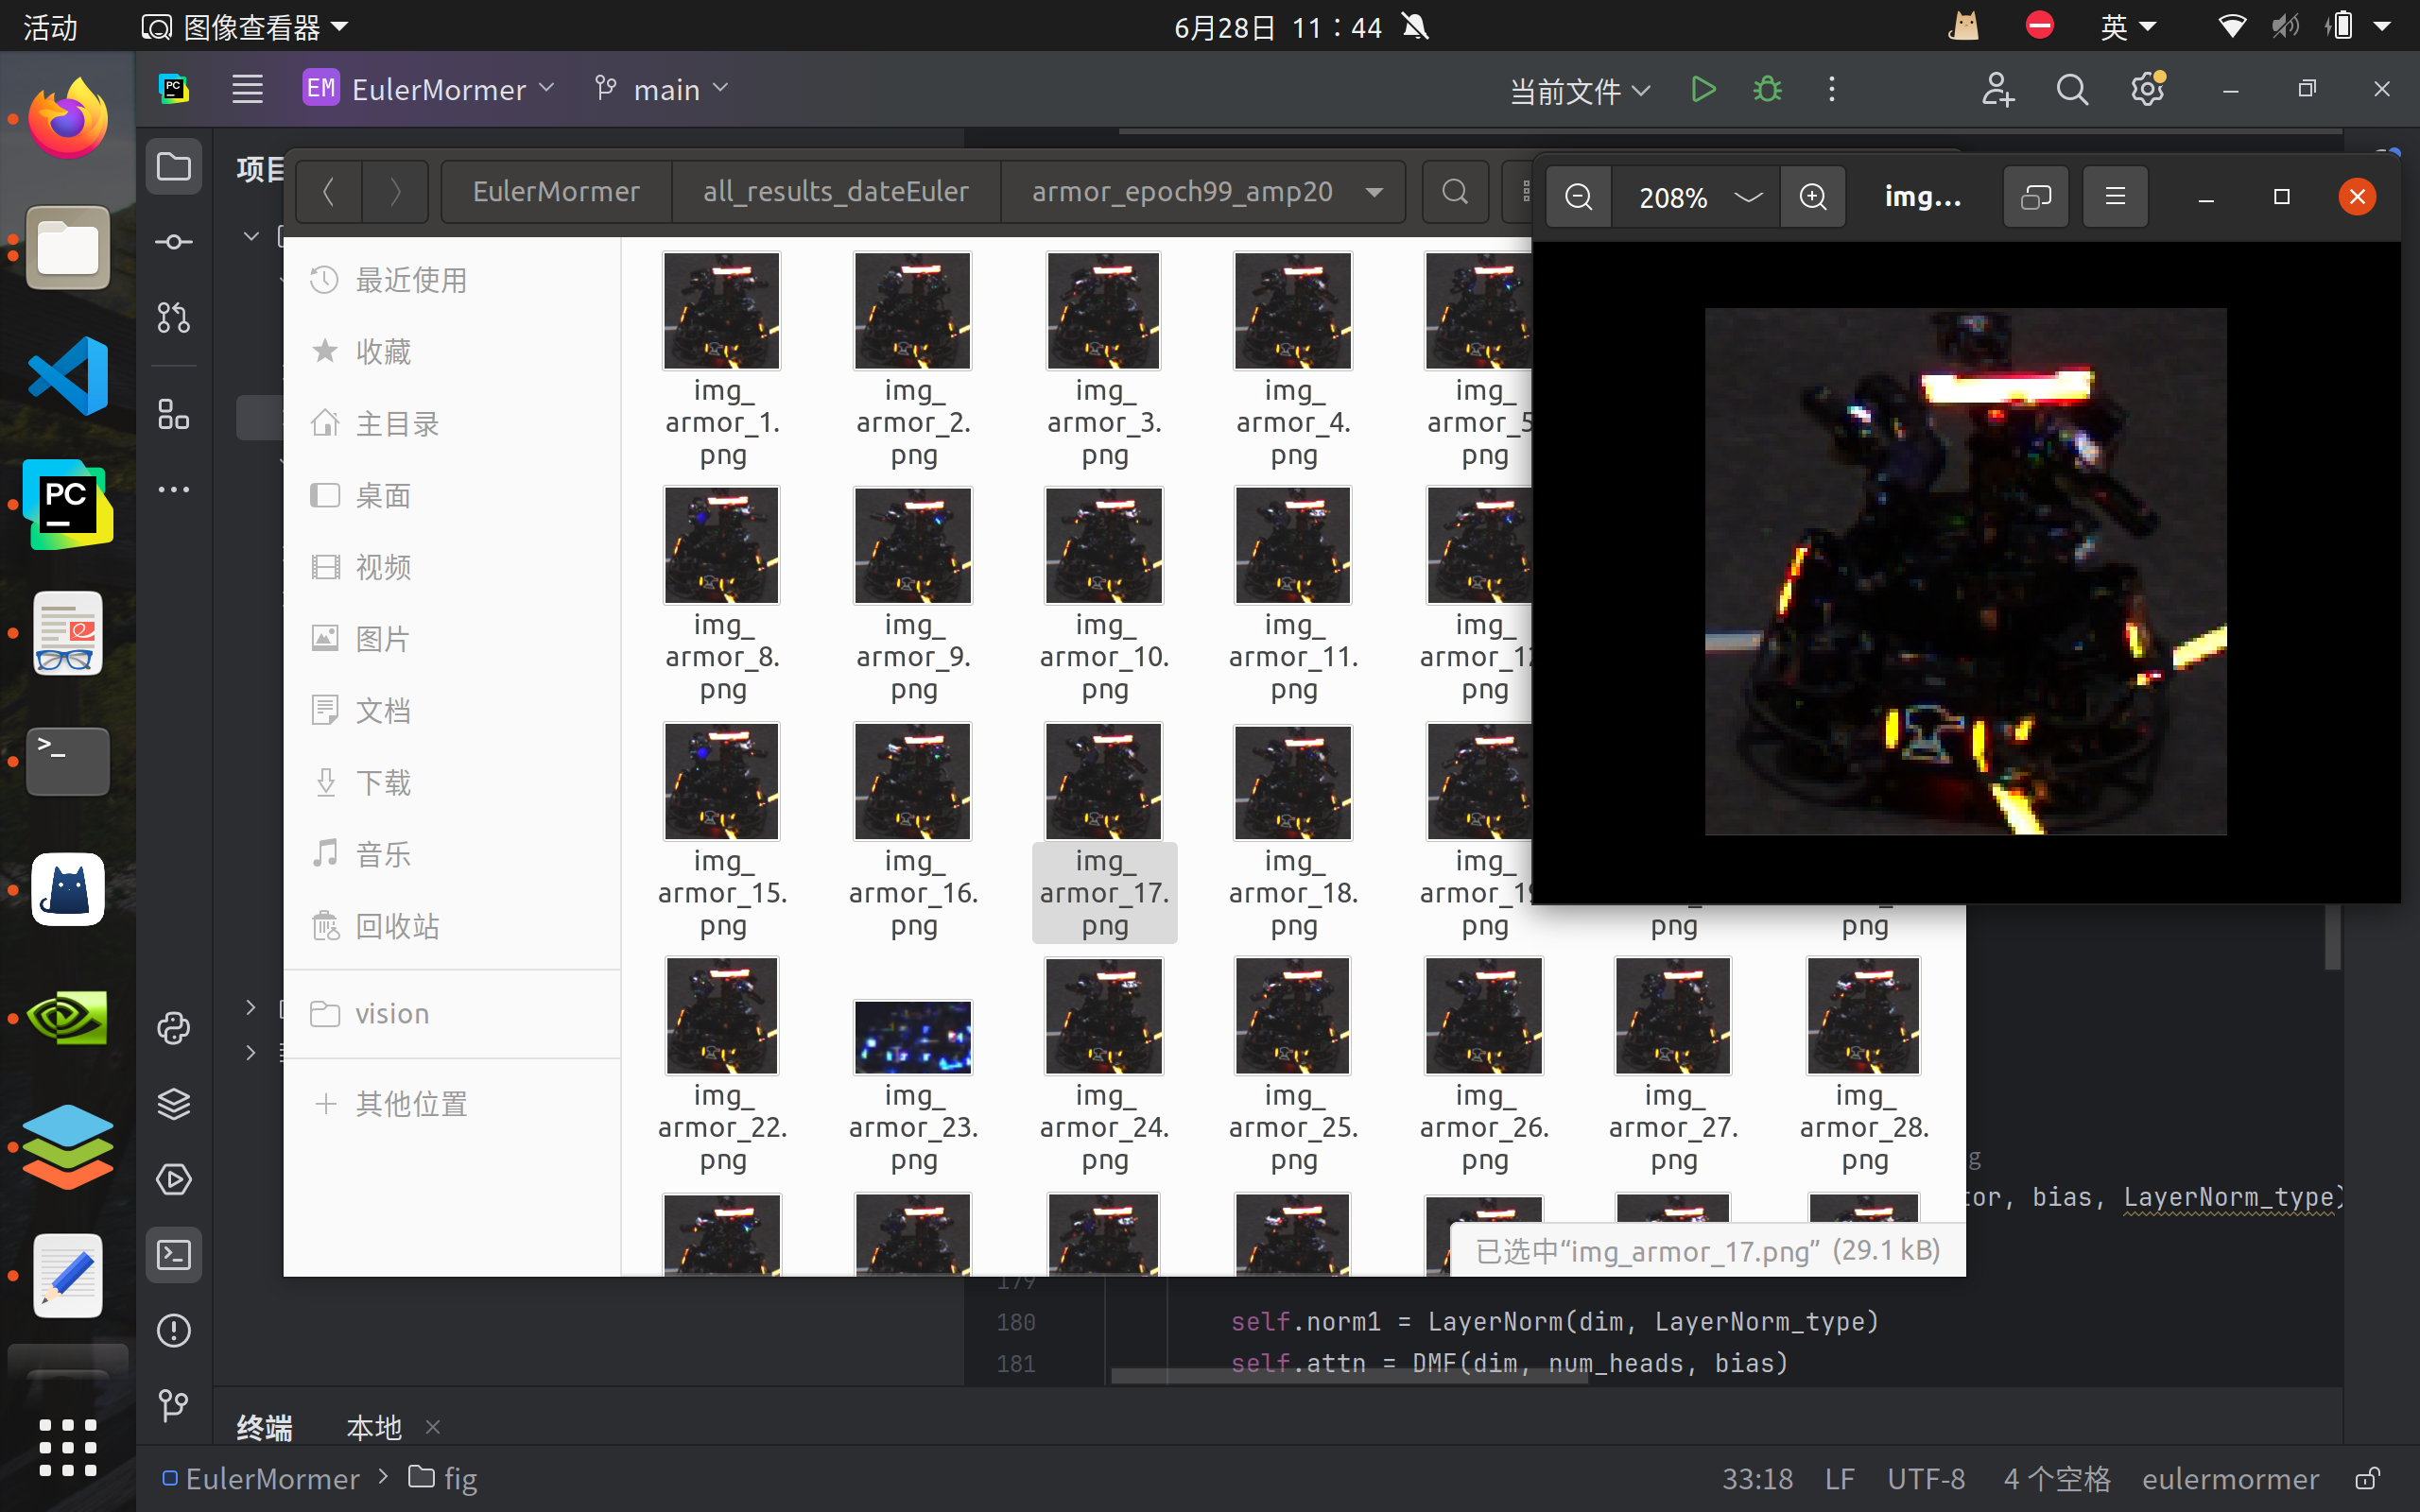 活动
图像查看器
6月28日 11：44
英
EM EulerMormer
main
当前文件
项目
EulerMormer
all_results_dateEuler
armor_epoch99_amp20
208%
img...
最近使用
收藏
主目录
桌面
视频
图片
文档
下载
音乐
回收站
vision
其他位置
img_armor_1.png
img_armor_2.png
img_armor_3.png
img_armor_4.png
img_armor_5
png
img_armor_8.png
img_armor_9.png
img_armor_10.png
img_armor_11.png
img_armor_12
png
img_armor_15.png
img_armor_16.png
img_armor_17.png
img_armor_18.png
img_armor_19
png
png
png
img_armor_22.png
img_armor_23.png
img_armor_24.png
img_armor_25.png
img_armor_26.png
img_armor_27.png
img_armor_28.png
已选中“img_armor_17.png” (29.1 kB)
g
tor, bias, LayerNorm_type)
179
180 self.norm1 = LayerNorm(dim, LayerNorm_type)
181 self.attn = DMF(dim, num_heads, bias)
终端
本地
EulerMormer > fig
33:18
LF
UTF-8
4 个空格
eulermormer
PC
PC
>_